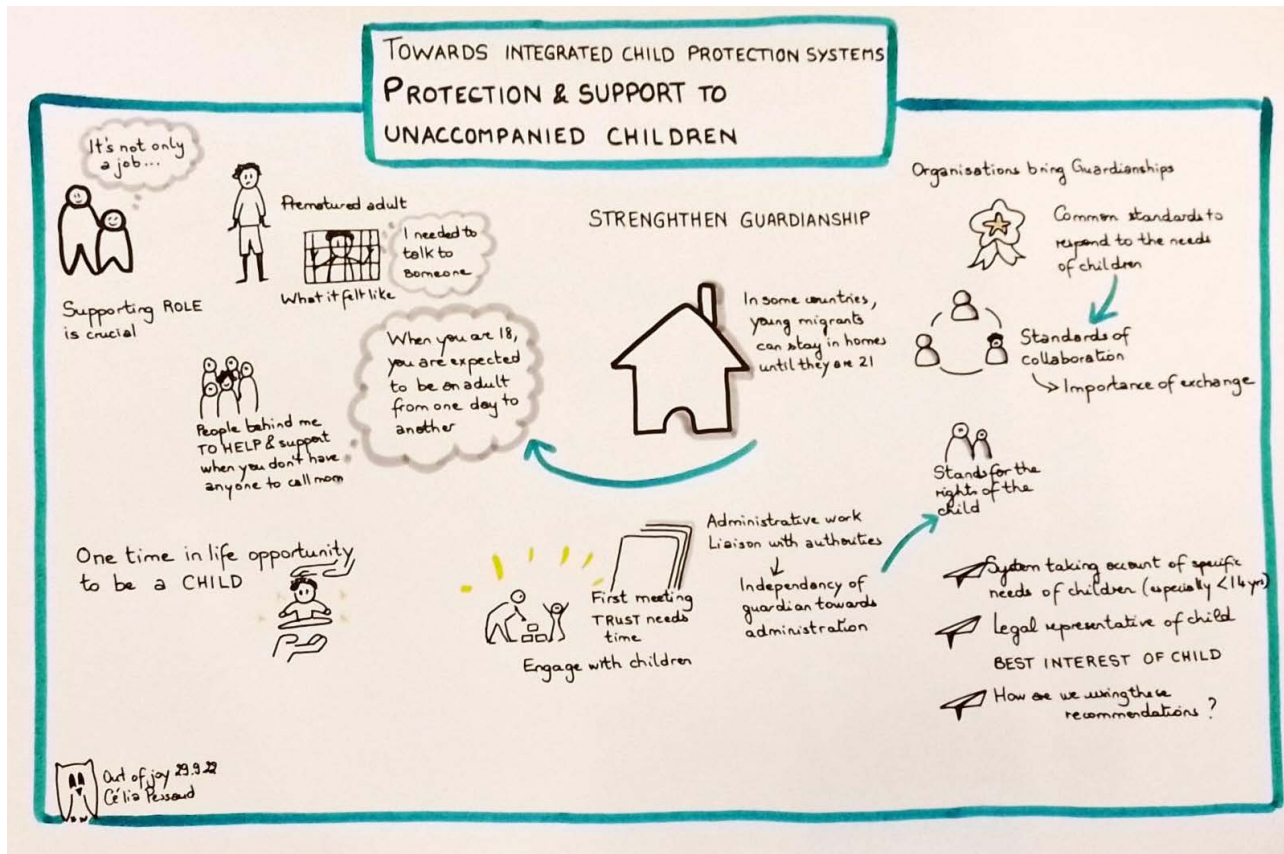 TOWARDS INTEGRATED CHILD PROTECTION SYSTEMS
PROTECTION & SUPPORT TO
UNACCOMPANIED CHILDREN
It's not only
a job...
Supporting ROLE
is crucial
Prematured adult
I needed to
talk to
someone
What it felt like
When you are 18,
you are expected
to be an adult
from one day to
another
People behind me
TO HELP & support
when you don't have
anyone to call mom
One time in life opportunity
to be a CHILD
STRENGHTHEN GUARDIANSHIP
In some countries,
young migrants
can stay in homes
until they are 21
First meeting
TRUST needs
time
Engage with children
Administrative work
Liaison with authorities
Independency of
guardian towards
administration
Organisations bring Guardianships
Common standards to
respond to the needs
of children
Standards of
collaboration
Importance of exchange
Stands for the
rights of the
child
System taking account of specific
needs of children (especially <14 yrs)
Legal representative of child
BEST INTEREST OF CHILD
How are we using these
recommendations ?
Out of joy 29.9.22
Célia